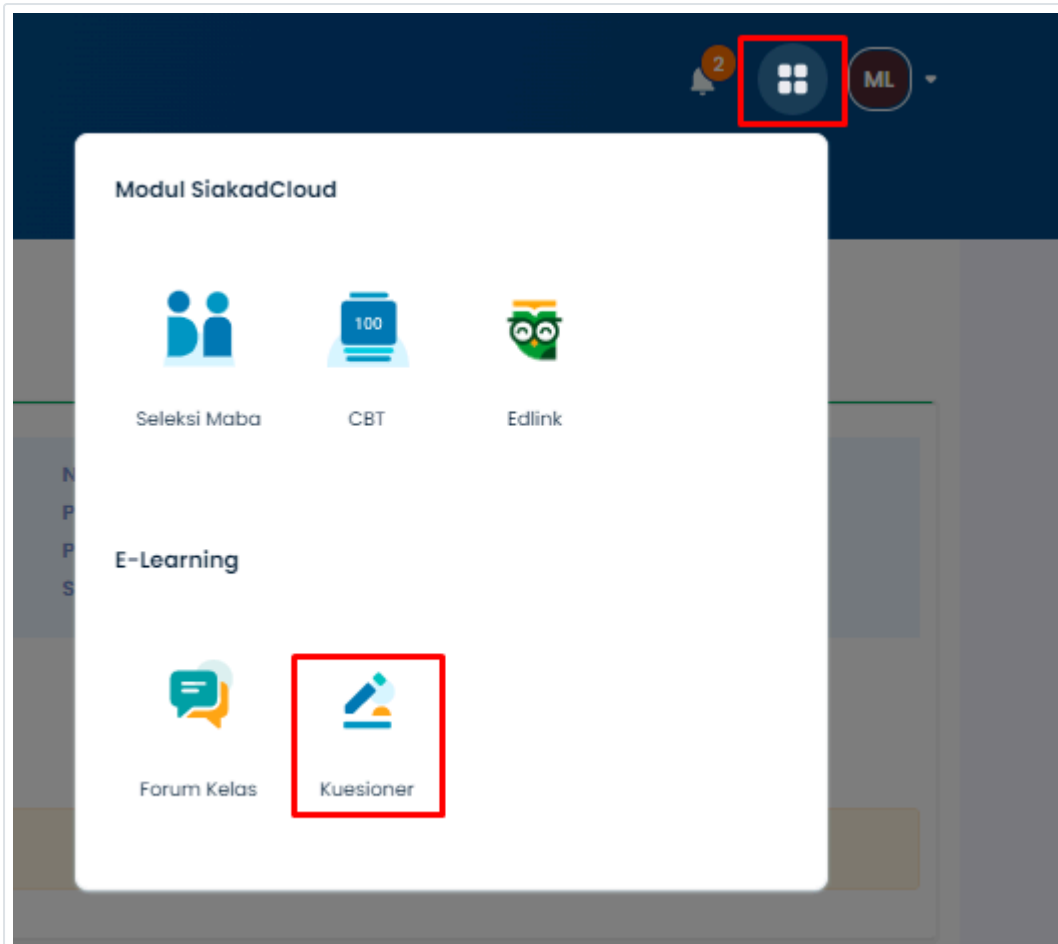 2
ML
Modul SiakadCloud
100
Seleksi Maba
CBT
Edlink
N
P
P
S
E-Learning
Forum Kelas
Kuesioner